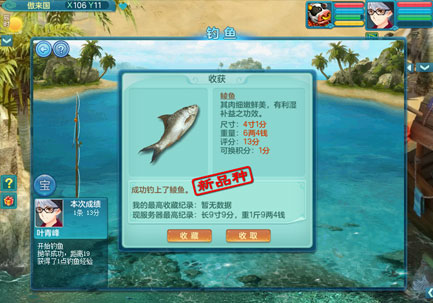 傲来国 X106 Y11
钓鱼
收获
鲮鱼
其肉细嫩鲜美，有利湿
补益之功效。
尺寸：4寸1分
重量：6两4钱
评分：13分
可换积分：1分
成功钓上了鲮鱼。
新品种
我的最高收藏纪录：暂无数据
现服务器最高纪录：长9寸9分，重1斤9两4钱
收藏 收取
宝
本次成绩
1条 13分
叶青峰
开始钓鱼
抛竿成功，距离19
获得了1点钓鱼经验
?